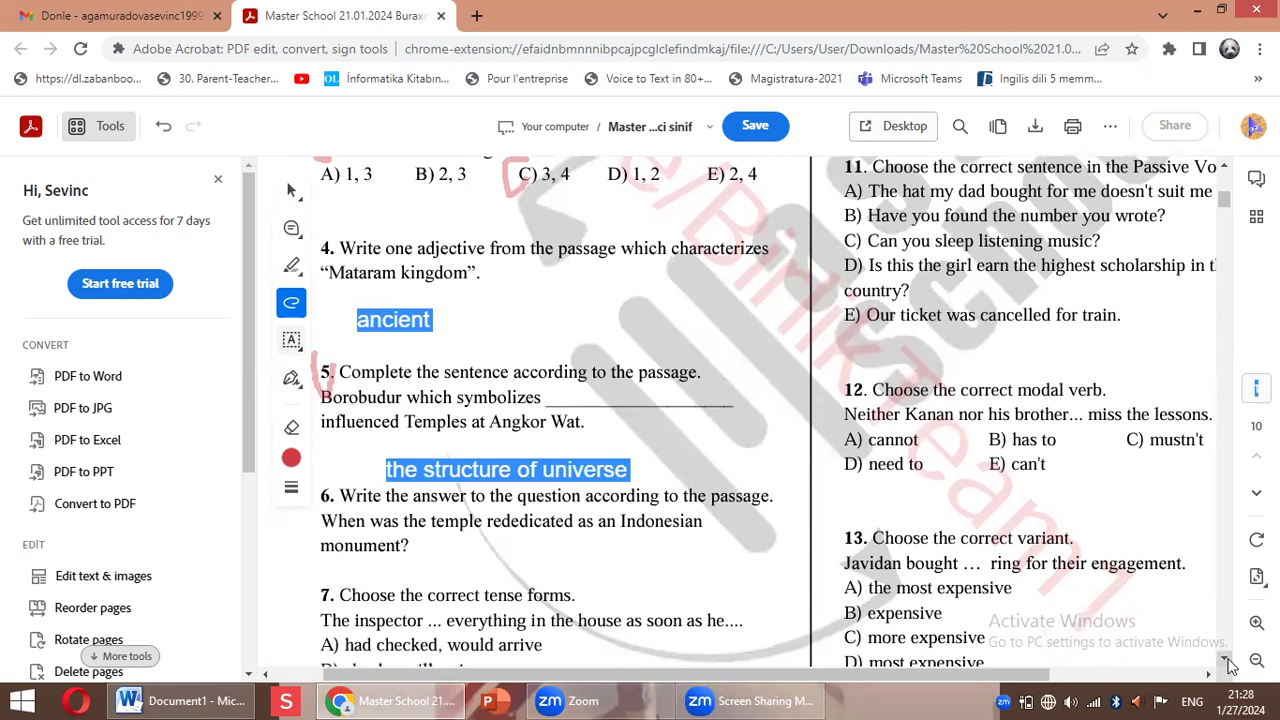 Donle - agamuradovasevinc1999
Master School 21.01.2024 Buraxıl
Adobe Acrobat: PDF edit, convert, sign tools | chrome-extension://efaidnbmnnnibpcajpcglclefindmkaj/file:///C:/Users/User/Downloads/Master%20School%2021.0...
https://dl.zabanboo...
30. Parent-Teacher...
İnformatika Kitabın...
Pour l'entreprise
Voice to Text in 80+...
Magistratura-2021
Microsoft Teams
Ingilis dili 5 memm...
Tools
Your computer / Master ...ci sinif
Save
Desktop
Share
Hi, Sevinc
Get unlimited tool access for 7 days
with a free trial.
Start free trial
CONVERT
PDF to Word
PDF to JPG
PDF to Excel
PDF to PPT
Convert to PDF
EDIT
Edit text & images
Reorder pages
Rotate pages
More tools
Delete pages
A) 1, 3 B) 2, 3 C) 3, 4 D) 1, 2 E) 2, 4
4. Write one adjective from the passage which characterizes
“Mataram kingdom”.
ancient
5. Complete the sentence according to the passage.
Borobudur which symbolizes ____________________
influenced Temples at Angkor Wat.
the structure of universe
6. Write the answer to the question according to the passage.
When was the temple rededicated as an Indonesian
monument?
7. Choose the correct tense forms.
The inspector ... everything in the house as soon as he....
A) had checked, would arrive
11. Choose the correct sentence in the Passive Vo
A) The hat my dad bought for me doesn't suit me
B) Have you found the number you wrote?
C) Can you sleep listening music?
D) Is this the girl earn the highest scholarship in t
country?
E) Our ticket was cancelled for train.
12. Choose the correct modal verb.
Neither Kanan nor his brother... miss the lessons.
A) cannot B) has to C) mustn't
D) need to E) can't
13. Choose the correct variant.
Javidan bought … ring for their engagement.
A) the most expensive
B) expensive
C) more expensive
D) most expensive
Activate Windows
Go to PC settings to activate Windows.
10
Document1 - Mic...
Master School 21...
Zoom
Screen Sharing M...
ENG
21:28
1/27/2024